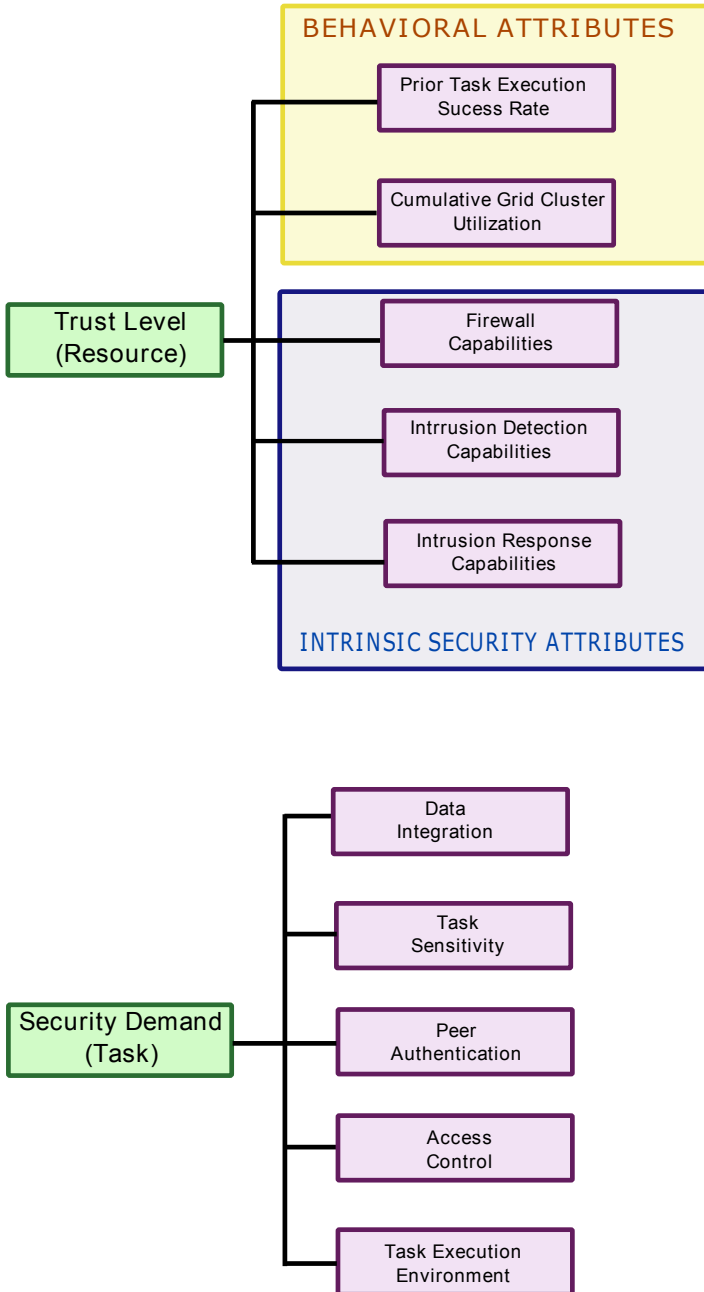 BEHAVIORAL ATTRIBUTES
Prior Task Execution
Sucess Rate
Cumulative Grid Cluster
Utilization
Trust Level
(Resource)
Firewall
Capabilities
Intrrusion Detection
Capabilities
Intrusion Response
Capabilities
INTRINSIC SECURITY ATTRIBUTES
Data
Integration
Task
Sensitivity
Security Demand
(Task)
Peer
Authentication
Access
Control
Task Execution
Environment